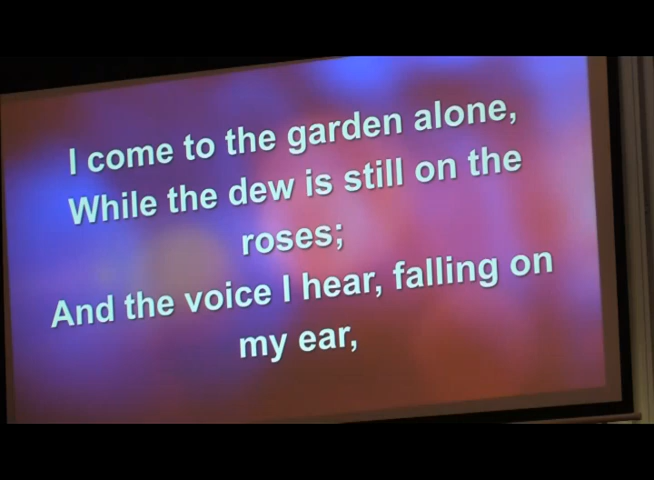 I come to the garden alone,
While the dew is still on the
roses;
And the voice I hear, falling on
my ear,